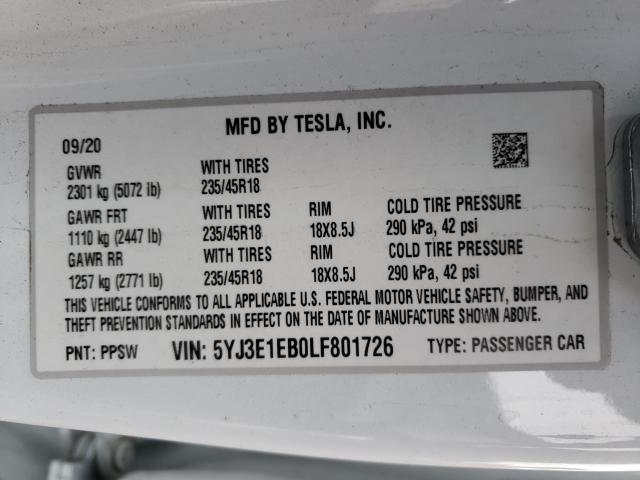 MFD BY TESLA, INC.
09/20
GVWR WITH TIRES
2301 kg (5072 lb) 235/45R18
GAWR FRT WITH TIRES RIM COLD TIRE PRESSURE
1110 kg (2447 lb) 235/45R18 18X8.5J 290 kPa, 42 psi
GAWR RR WITH TIRES RIM COLD TIRE PRESSURE
1257 kg (2771 lb) 235/45R18 18X8.5J 290 kPa, 42 psi
THIS VEHICLE CONFORMS TO ALL APPLICABLE U.S. FEDERAL MOTOR VEHICLE SAFETY, BUMPER, AND
THEFT PREVENTION STANDARDS IN EFFECT ON THE DATE OF MANUFACTURE SHOWN ABOVE.
PNT: PPSW VIN: 5YJ3E1EB0LF801726 TYPE: PASSENGER CAR